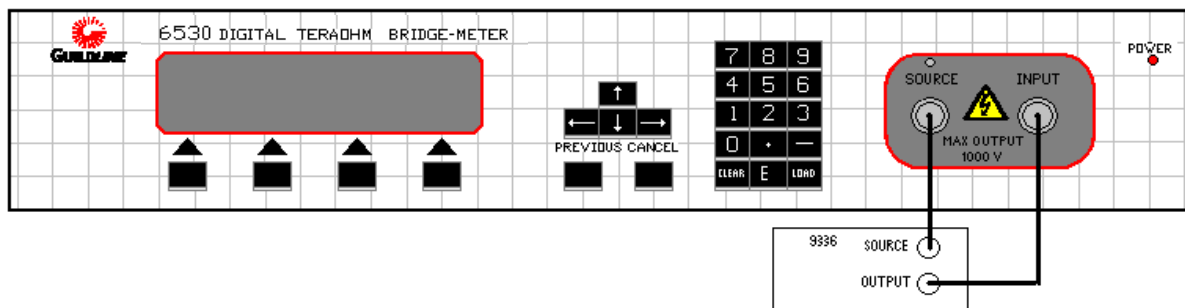 GUILDLINE
6530 DIGITAL TERAOHM BRIDGE-METER
PREVIOUS CANCEL
7 8 9
4 5 6
1 2 3
0 . —
CLEAR E LOAD
SOURCE INPUT
MAX OUTPUT
1000 V
POWER
9336 SOURCE
OUTPUT